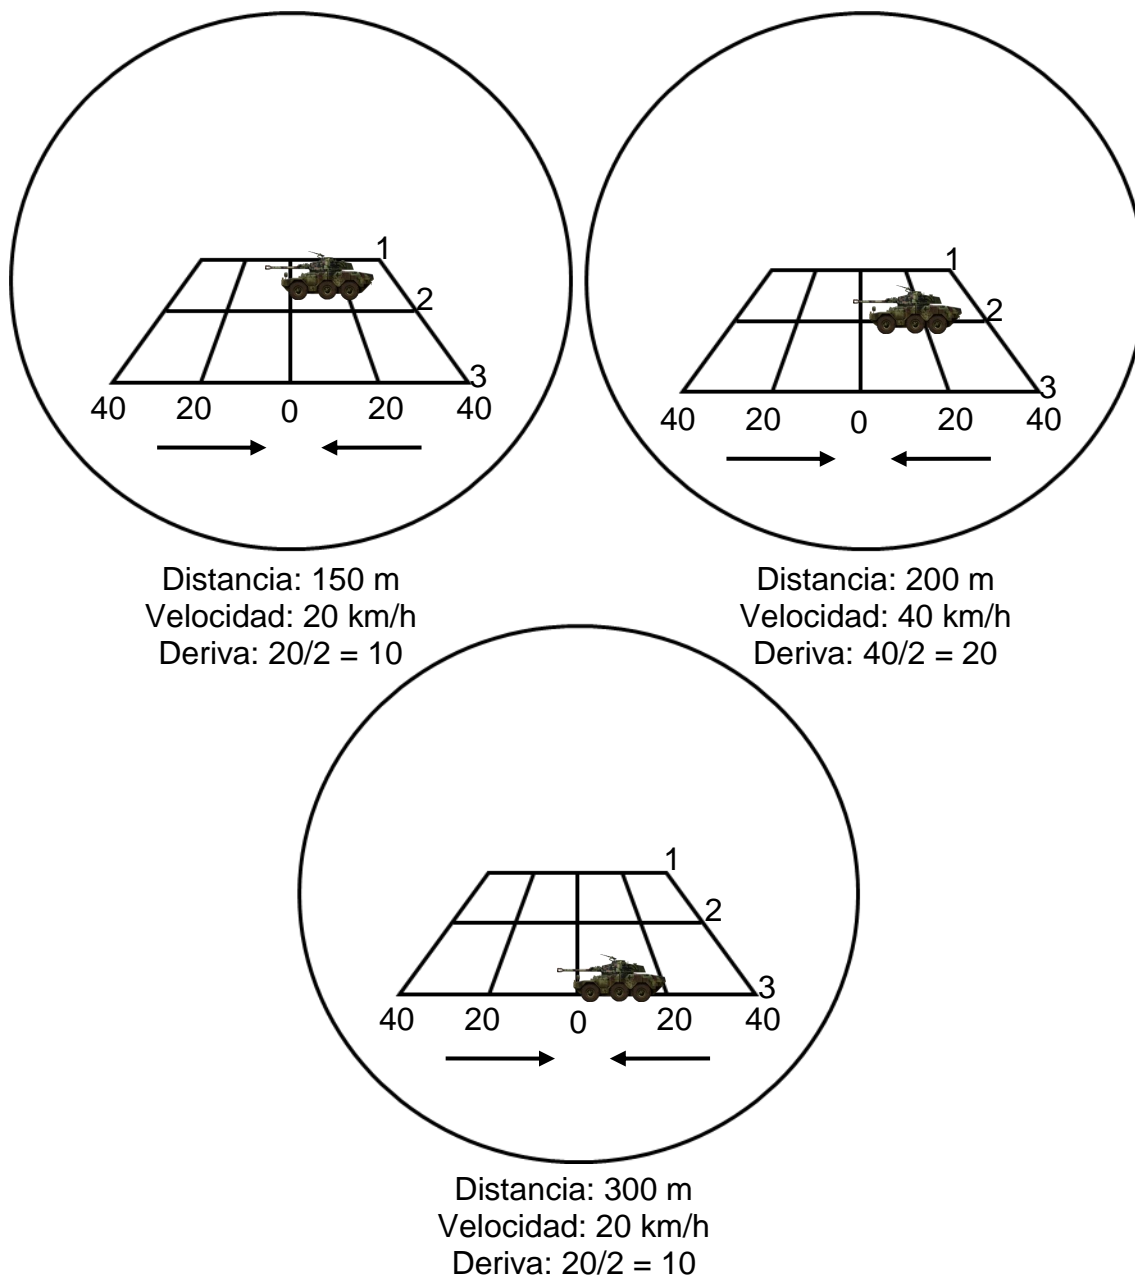 1
2
3
40 20 0 20 40
Distancia: 150 m
Velocidad: 20 km/h
Deriva: 20/2 = 10
1
2
3
40 20 0 20 40
Distancia: 200 m
Velocidad: 40 km/h
Deriva: 40/2 = 20
1
2
3
40 20 0 20 40
Distancia: 300 m
Velocidad: 20 km/h
Deriva: 20/2 = 10